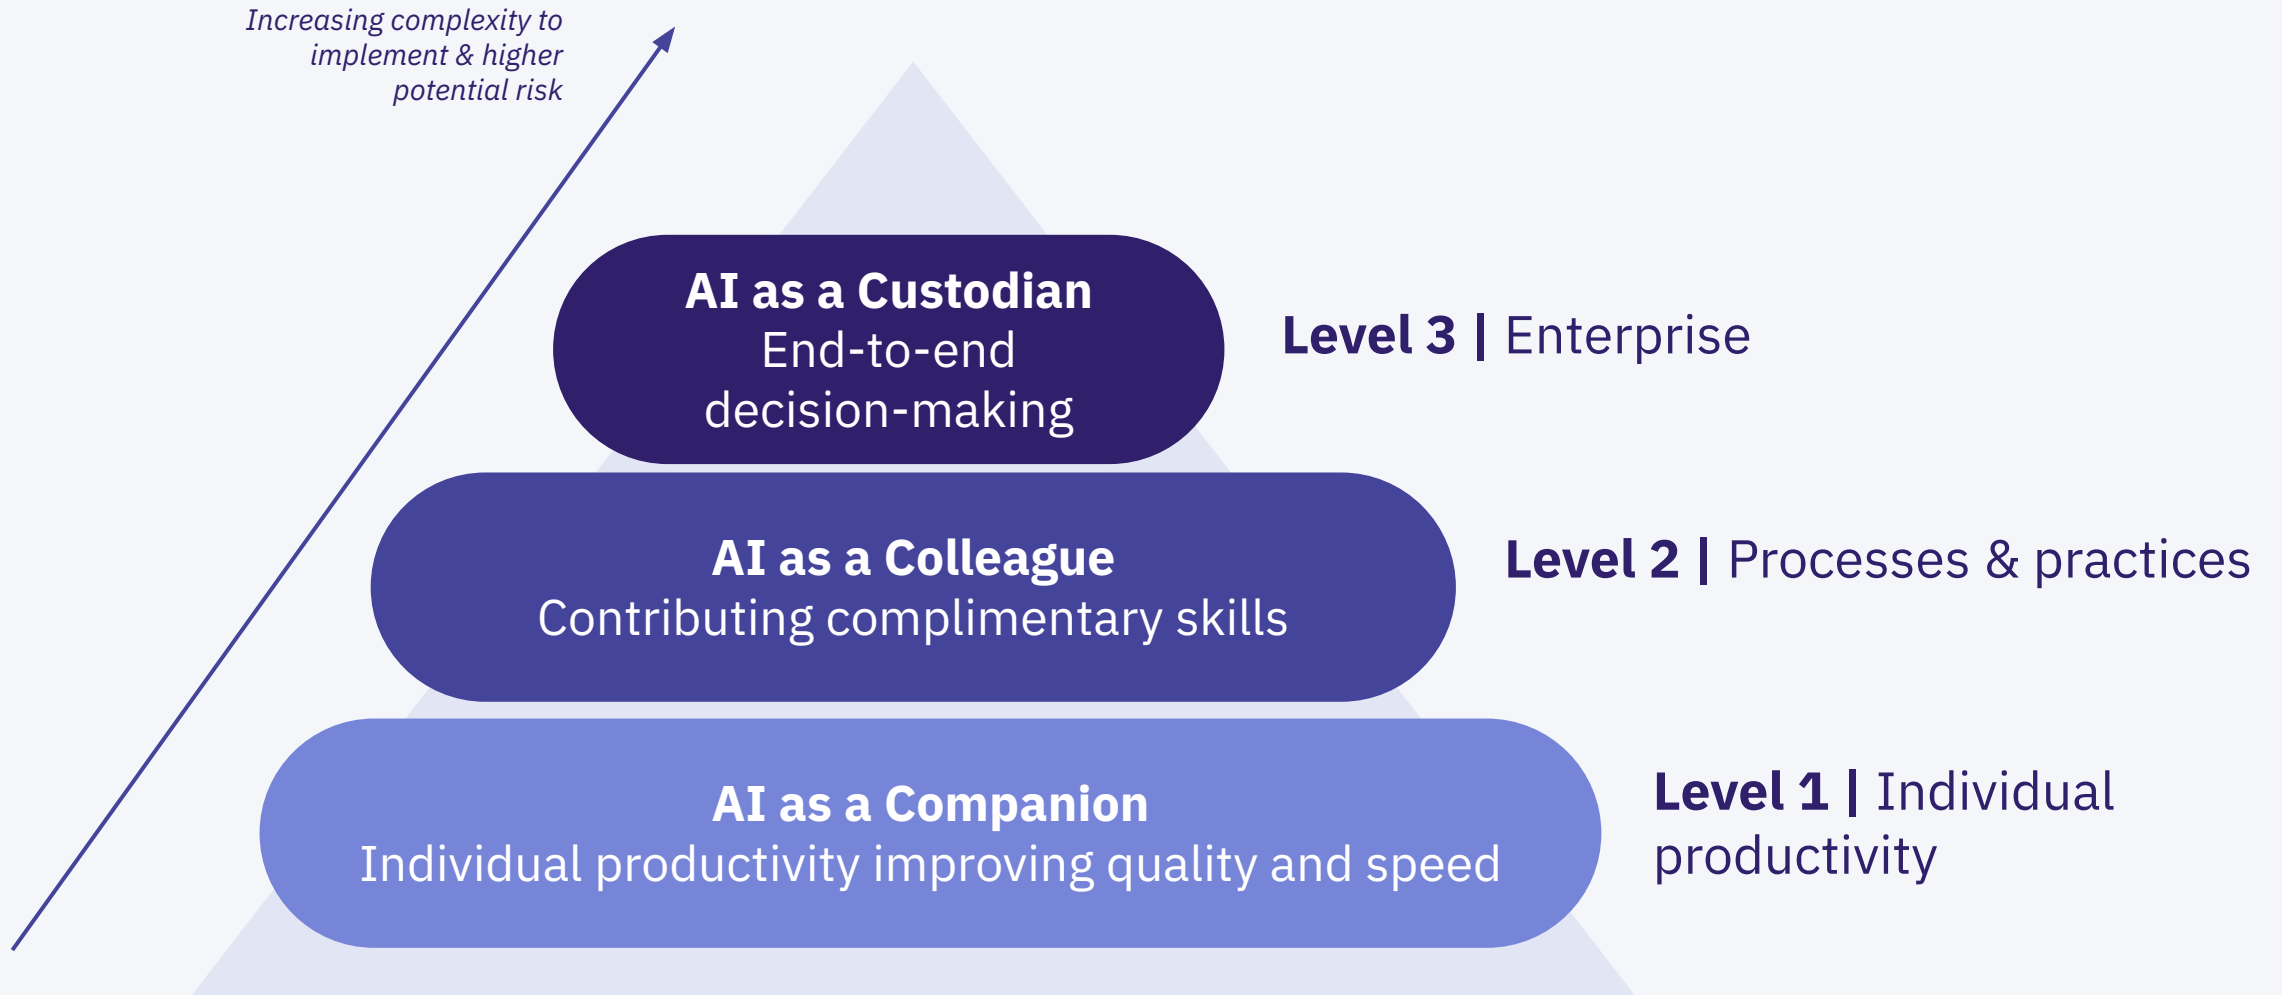 Increasing complexity to
implement & higher
potential risk
AI as a Custodian
End-to-end
decision-making
Level 3 | Enterprise
AI as a Colleague
Contributing complimentary skills
Level 2 | Processes & practices
AI as a Companion
Individual productivity improving quality and speed
Level 1 | Individual
productivity